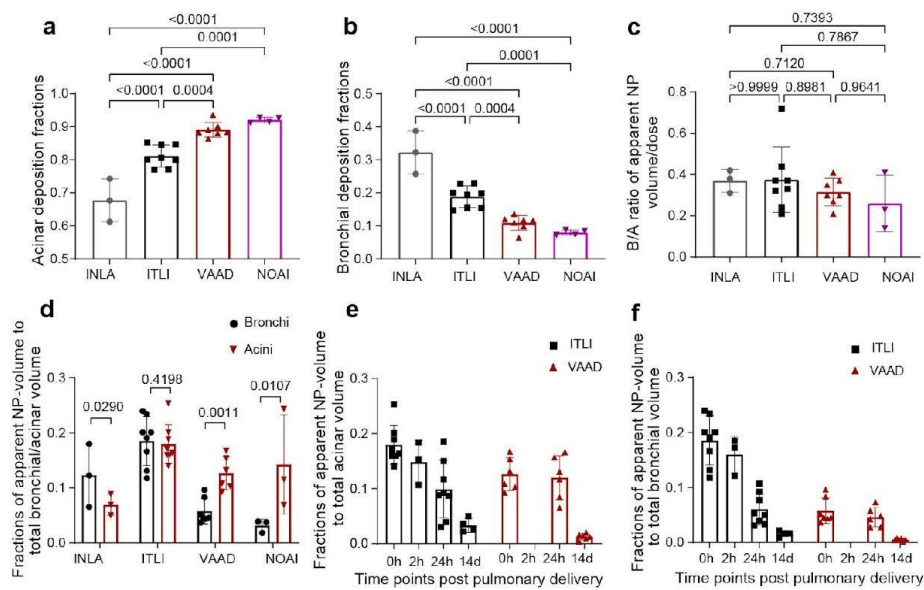 a
<0.0001
0.0001
<0.0001
<0.0001
0.0004
Acinar deposition fractions
1.0
0.9
0.8
0.7
0.6
0.5
INLA
ITLI
VAAD
NOAI
b
<0.0001
0.0001
<0.0001
<0.0001
0.0004
Bronchial deposition fractions
0.5
0.4
0.3
0.2
0.1
0.0
INLA
ITLI
VAAD
NOAI
c
0.7393
0.7867
0.7120
>0.9999
0.8981
0.9641
B/A ratio of apparent NP
volume/dose
0.8
0.6
0.4
0.2
0.0
INLA
ITLI
VAAD
NOAI
d
Bronchi
Acini
0.0290
0.4198
0.0011
0.0107
Fractions of apparent NP-volume to
total bronchial/acinar volume
0.3
0.2
0.1
0.0
INLA
ITLI
VAAD
NOAI
e
ITLI
VAAD
Fractions of apparent NP-volume
to total acinar volume
0.3
0.2
0.1
0.0
0h 2h 24h 14d 0h 2h 24h 14d
Time points post pulmonary delivery
f
ITLI
VAAD
Fractions of apparent NP-volume
to total bronchial volume
0.3
0.2
0.1
0.0
0h 2h 24h 14d 0h 2h 24h 14d
Time points post pulmonary delivery